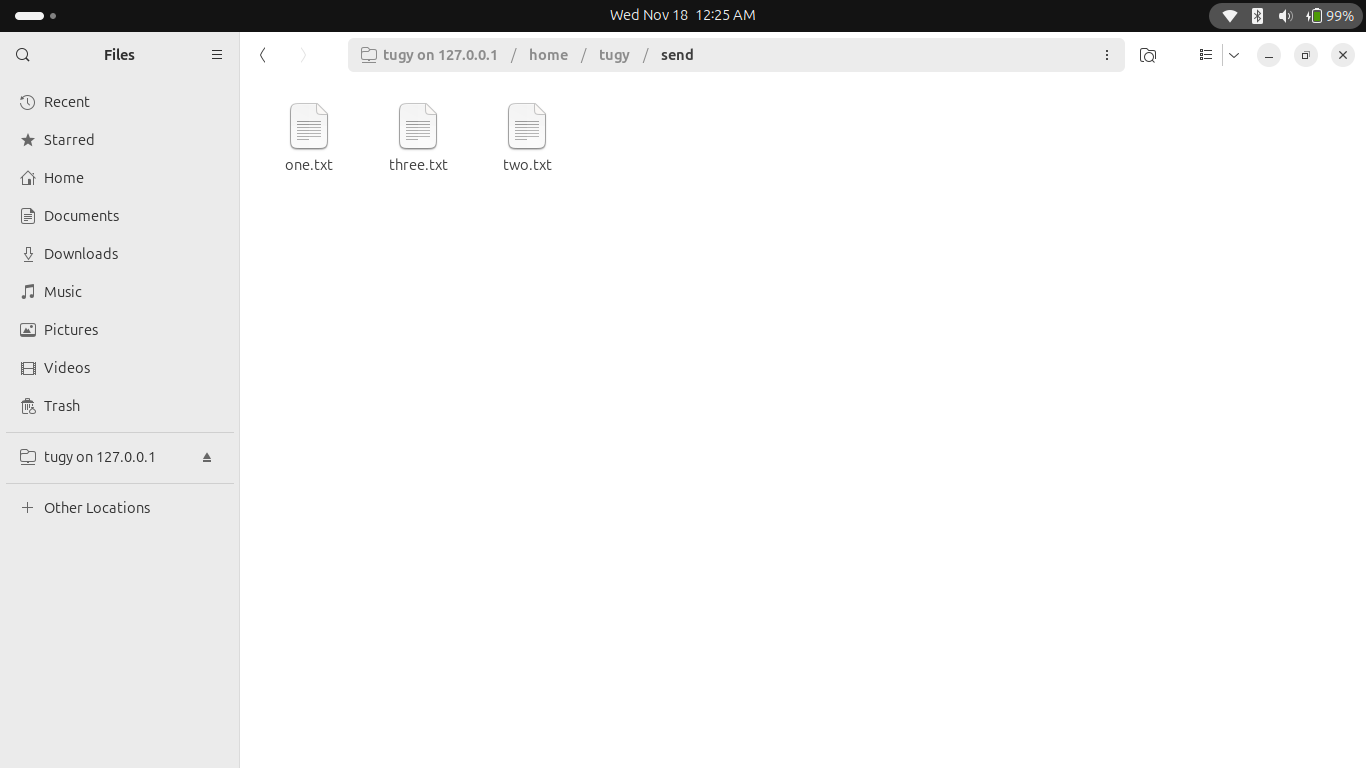 Wed Nov 18 12:25 AM
99%
Files
tugy on 127.0.0.1 / home / tugy / send
Recent
Starred
Home
Documents
Downloads
Music
Pictures
Videos
Trash
tugy on 127.0.0.1
Other Locations
one.txt
three.txt
two.txt